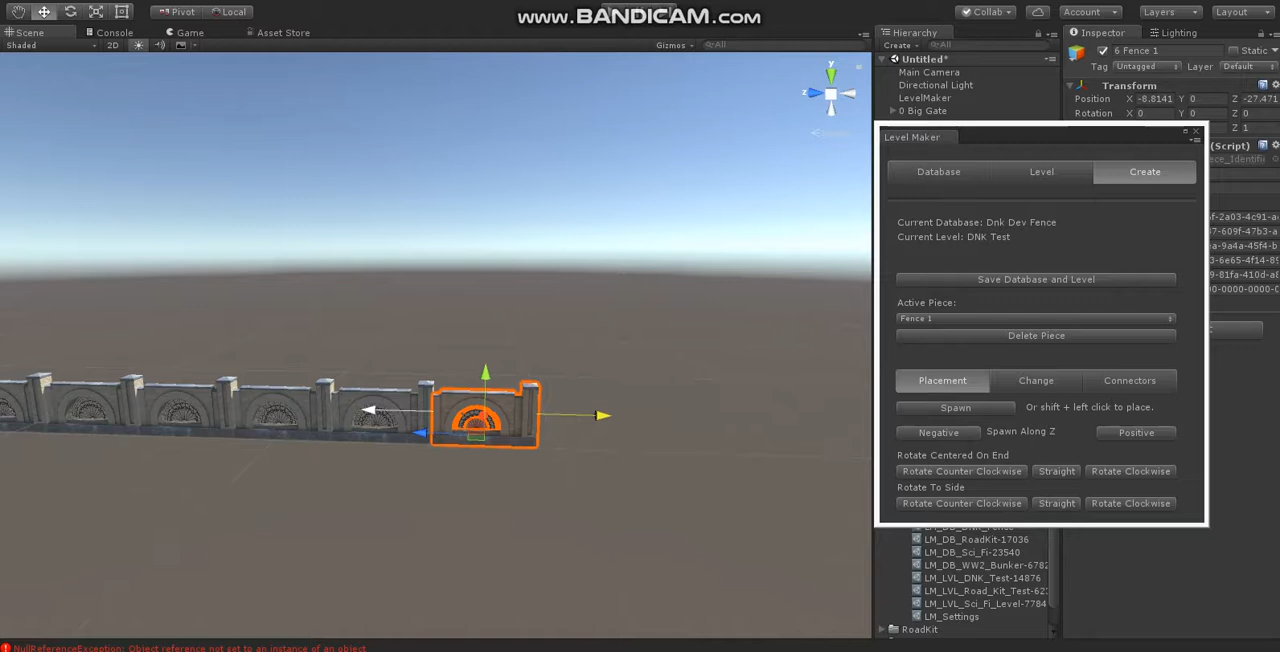 www.BANDICAM.com
Pivot Local Collab Account Layers Layout
Scene Console Game Asset Store
Shaded 2D Gizmos All
Hierarchy
Create All
Untitled*
Main Camera
Directional Light
LevelMaker
0 Big Gate
Inspector Lighting
6 Fence 1 Static
Tag Untagged Layer Default
Transform
Position X -8.8141 Y 0 Z -27.471
Rotation X 0 Y 0 Z 0
Z 1
(Script)
Level Maker
Database Level Create
Current Database: Dnk Dev Fence
Current Level: DNK Test
Save Database and Level
Active Piece:
Fence 1
Delete Piece
Placement Change Connectors
Spawn Or shift + left click to place.
Negative Spawn Along Z Positive
Rotate Centered On End
Rotate Counter Clockwise Straight Rotate Clockwise
Rotate To Side
Rotate Counter Clockwise Straight Rotate Clockwise
LM_DB_RoadKit-17036
LM_DB_Sci_Fi-23540
LM_DB_WW2_Bunker-6782
LM_LVL_DNK_Test-14876
LM_LVL_Road_Kit_Test-62
LM_LVL_Sci_Fi_Level-7784
LM_Settings
RoadKit
NullReferenceException: Object reference not set to an instance of an object
y
z